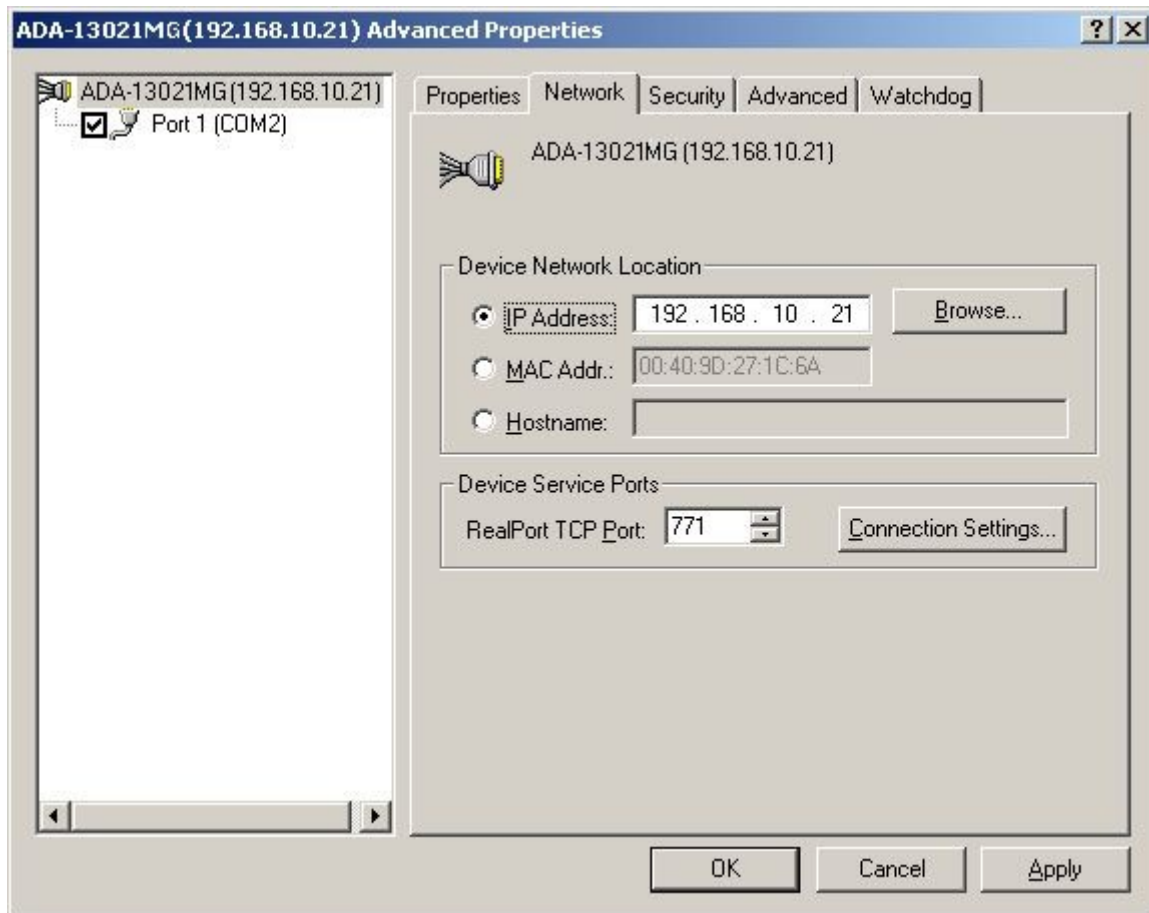 ADA-13021MG(192.168.10.21) Advanced Properties
ADA-13021MG(192.168.10.21)
Port 1 (COM2)
Properties Network Security Advanced Watchdog
ADA-13021MG (192.168.10.21)
Device Network Location
IP Address: 192 . 168 . 10 . 21 Browse...
MAC Addr.: 00:40:9D:27:1C:6A
Hostname:
Device Service Ports
RealPort TCP Port: 771 Connection Settings...
OK Cancel Apply